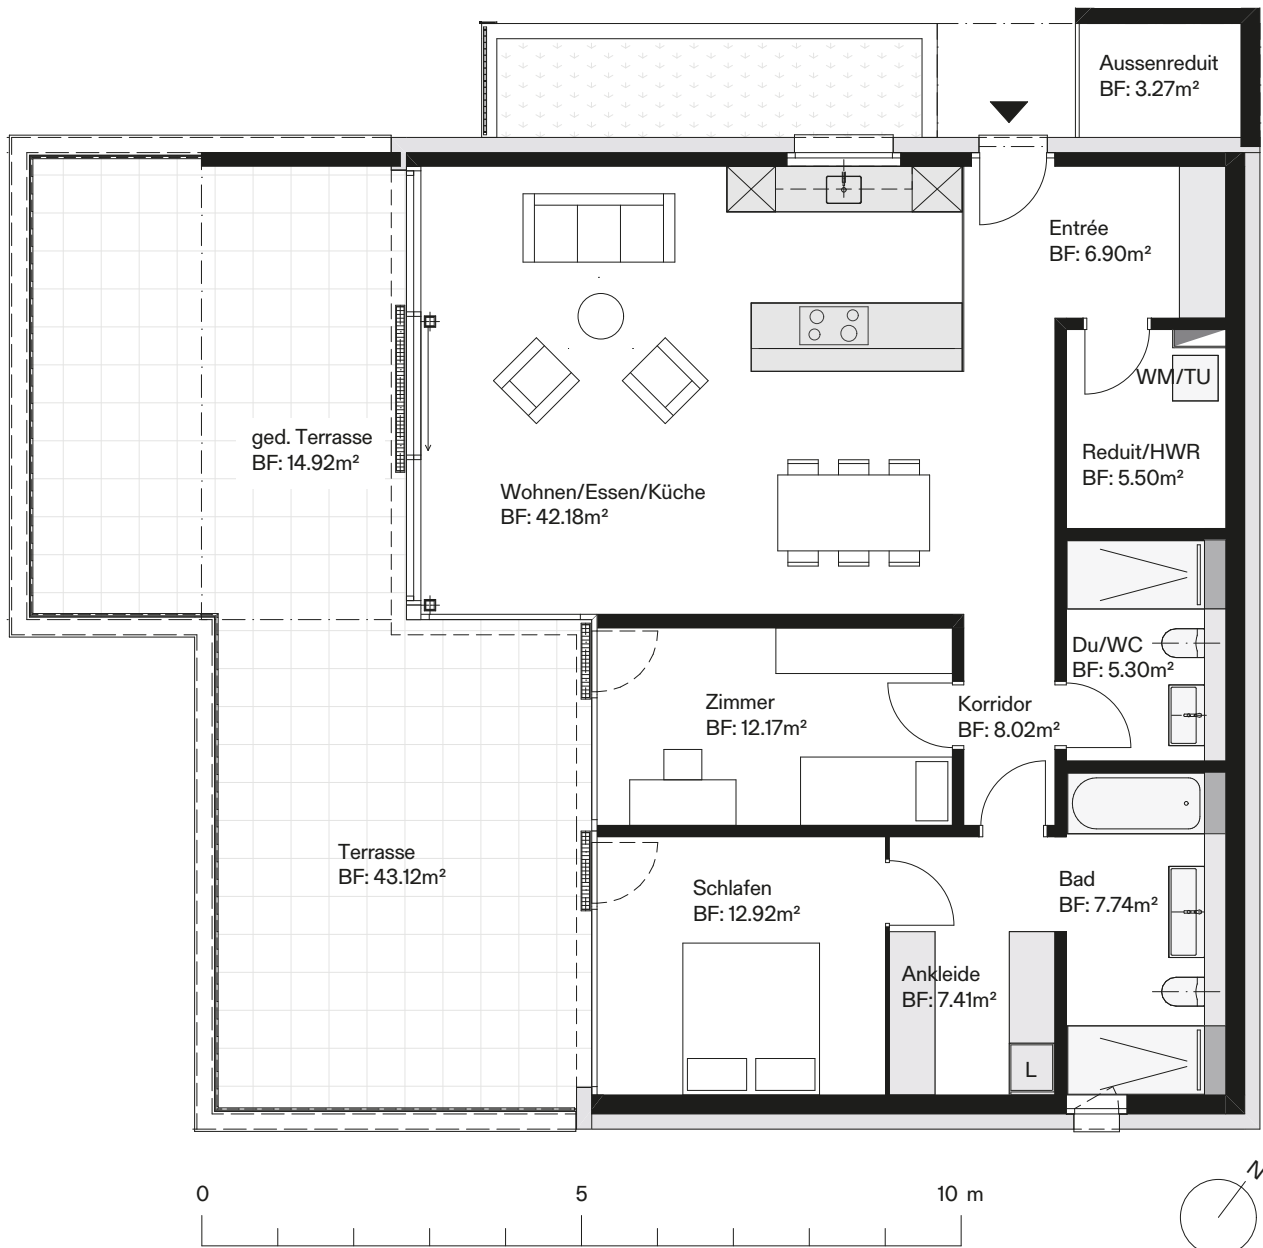 Aussenreduit
BF: 3.27m²
Entrée
BF: 6.90m²
WM/TU
ged. Terrasse
BF: 14.92m²
Reduit/HWR
BF: 5.50m²
Wohnen/Essen/Küche
BF: 42.18m²
Du/WC
BF: 5.30m²
Zimmer
BF: 12.17m²
Korridor
BF: 8.02m²
Terrasse
BF: 43.12m²
Schlafen
BF: 12.92m²
Bad
BF: 7.74m²
Ankleide
BF: 7.41m²
L
0 5 10 m
N